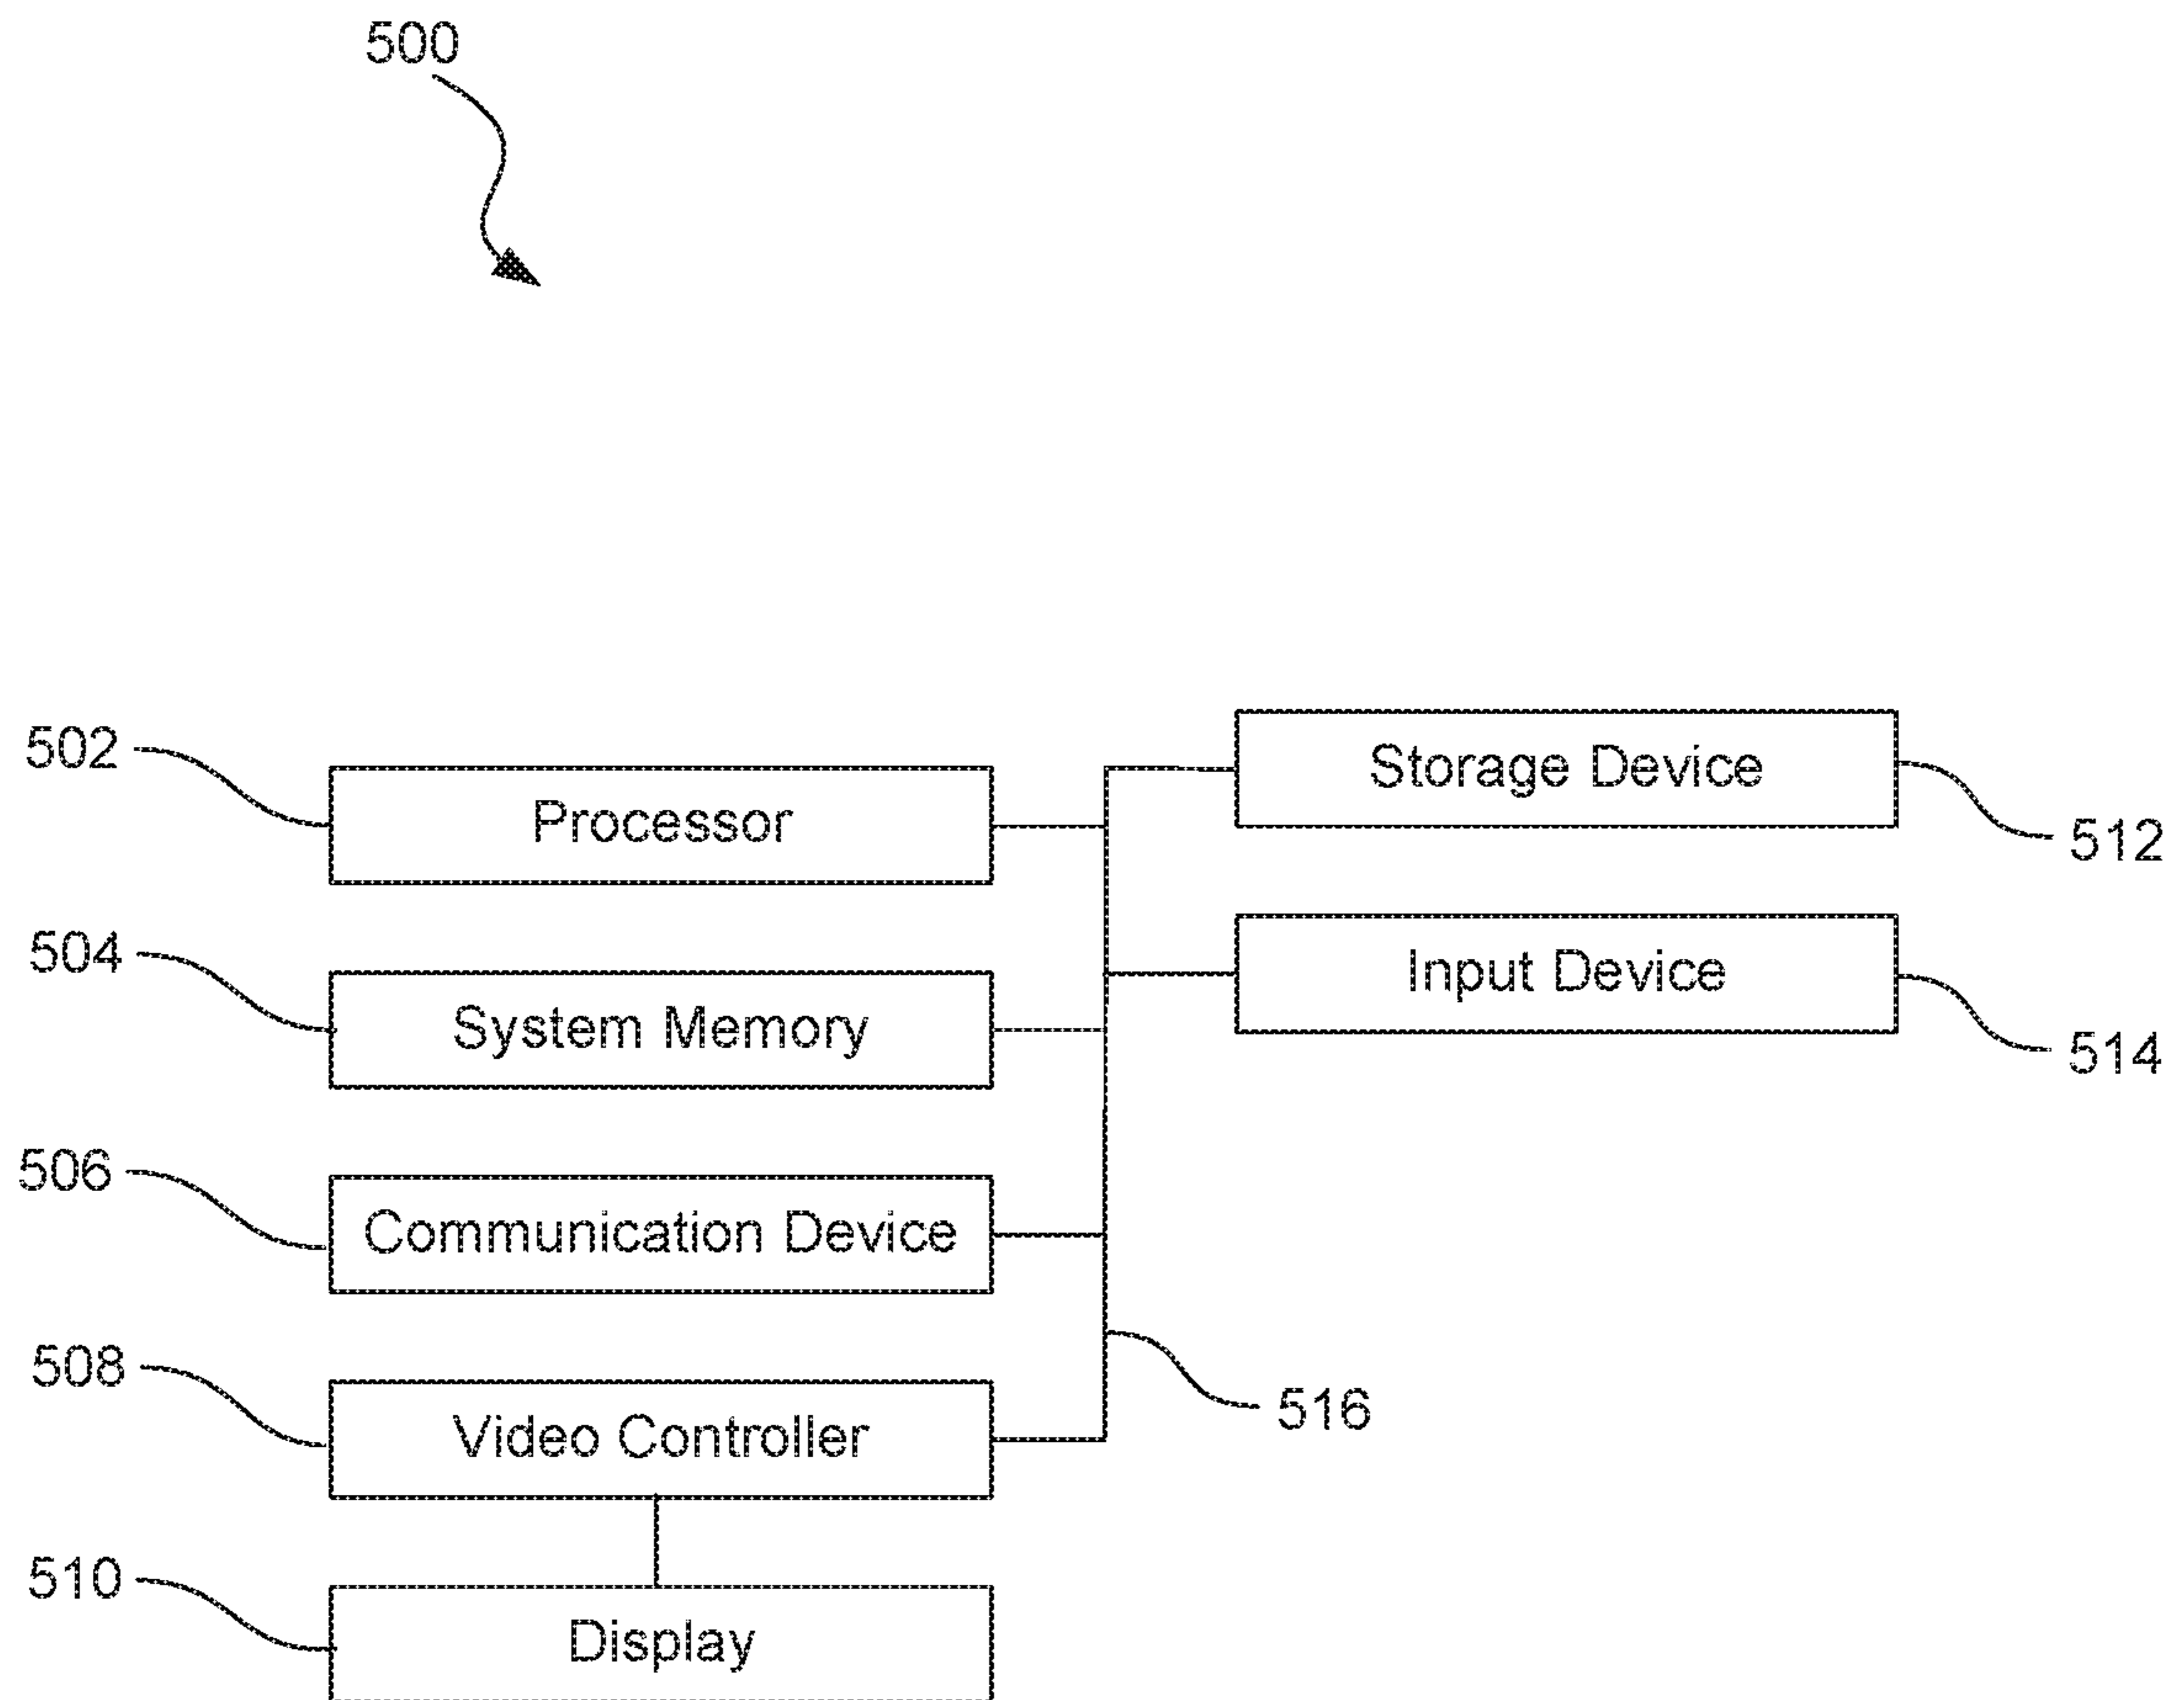 500
502
Processor
Storage Device
512
504
System Memory
Input Device
514
506
Communication Device
508
Video Controller
516
510
Display